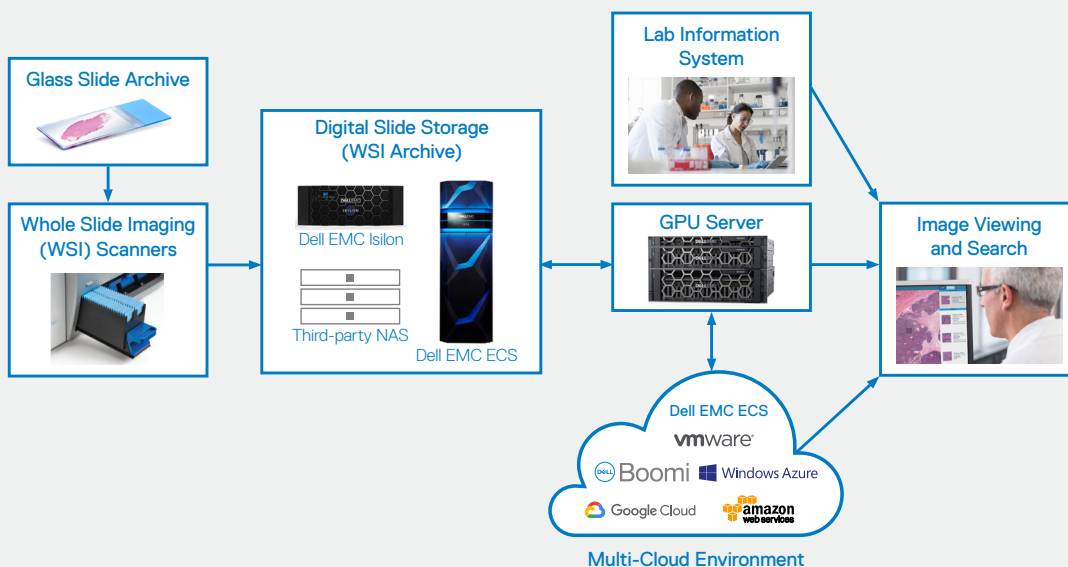 Glass Slide Archive
Whole Slide Imaging
(WSI) Scanners
Digital Slide Storage
(WSI Archive)
Dell EMC Isilon
Third-party NAS
Dell EMC ECS
Lab Information
System
GPU Server
Image Viewing
and Search
Dell EMC ECS
vmware®
DELL Boomi
Windows Azure
Google Cloud
amazon
web services
Multi-Cloud Environment